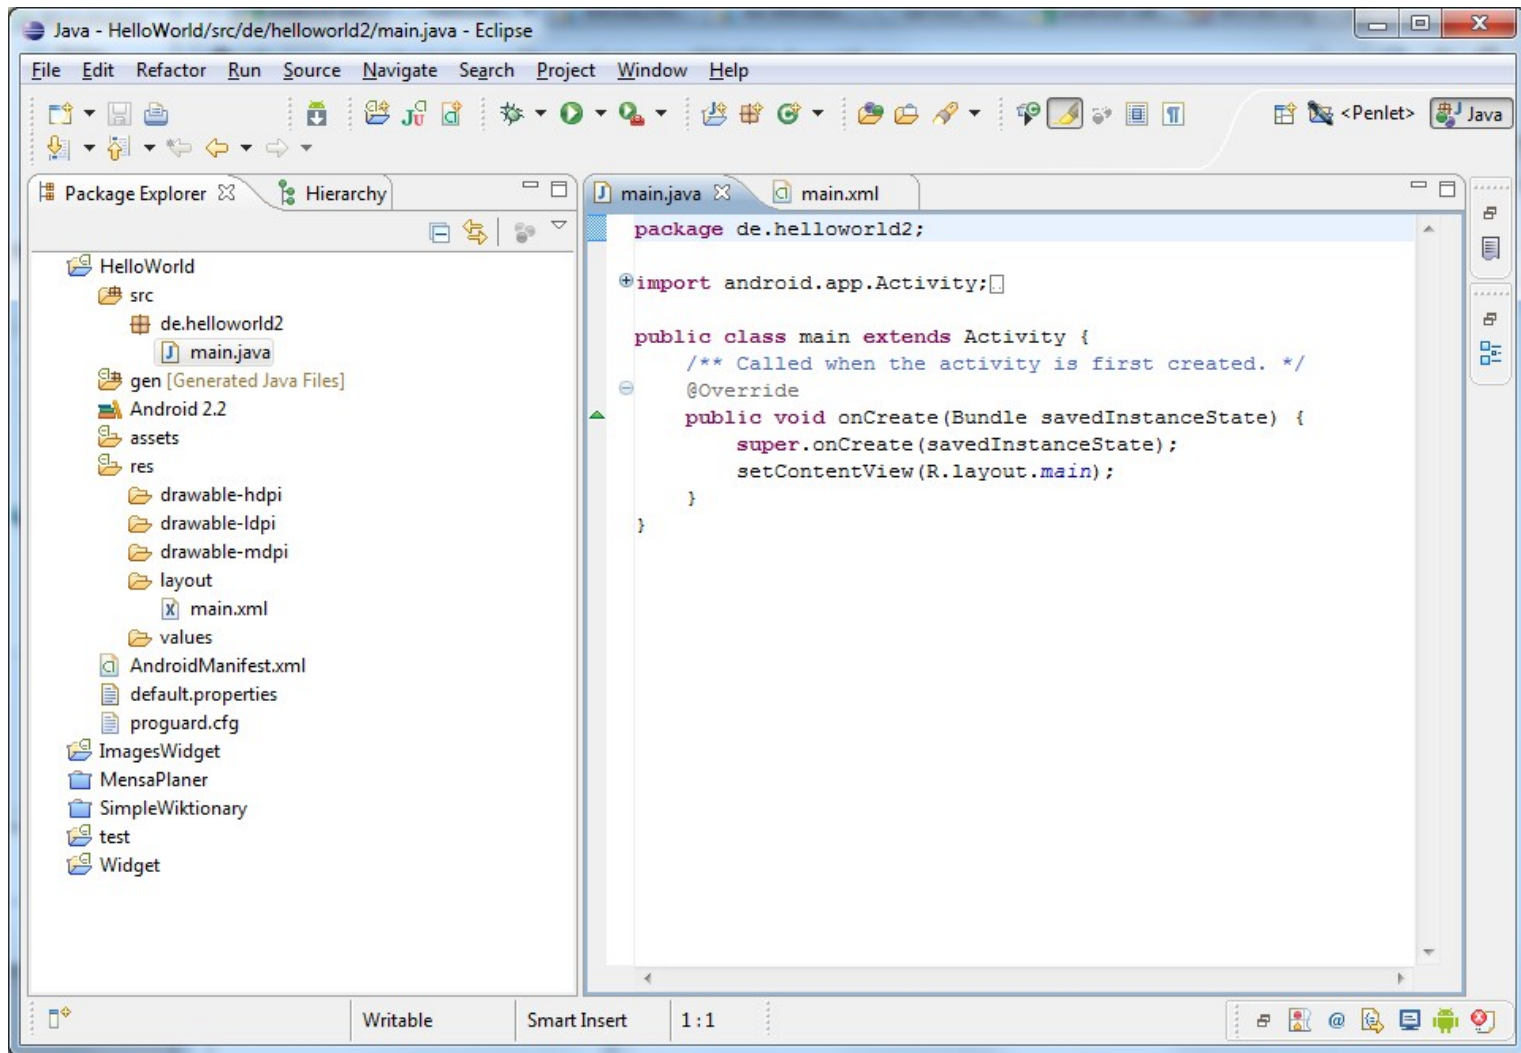 Java - HelloWorld/src/de/helloworld2/main.java - Eclipse
File Edit Refactor Run Source Navigate Search Project Window Help
<Penlet> Java
Package Explorer Hierarchy
HelloWorld
src
de.helloworld2
main.java
gen [Generated Java Files]
Android 2.2
assets
res
drawable-hdpi
drawable-ldpi
drawable-mdpi
layout
main.xml
values
AndroidManifest.xml
default.properties
proguard.cfg
ImagesWidget
MensaPlaner
SimpleWiktionary
test
Widget
main.java main.xml
package de.helloworld2;
import android.app.Activity;
public class main extends Activity {
/** Called when the activity is first created. */
@Override
public void onCreate(Bundle savedInstanceState) {
super.onCreate(savedInstanceState);
setContentView(R.layout.main);
}
}
Writable Smart Insert 1 : 1